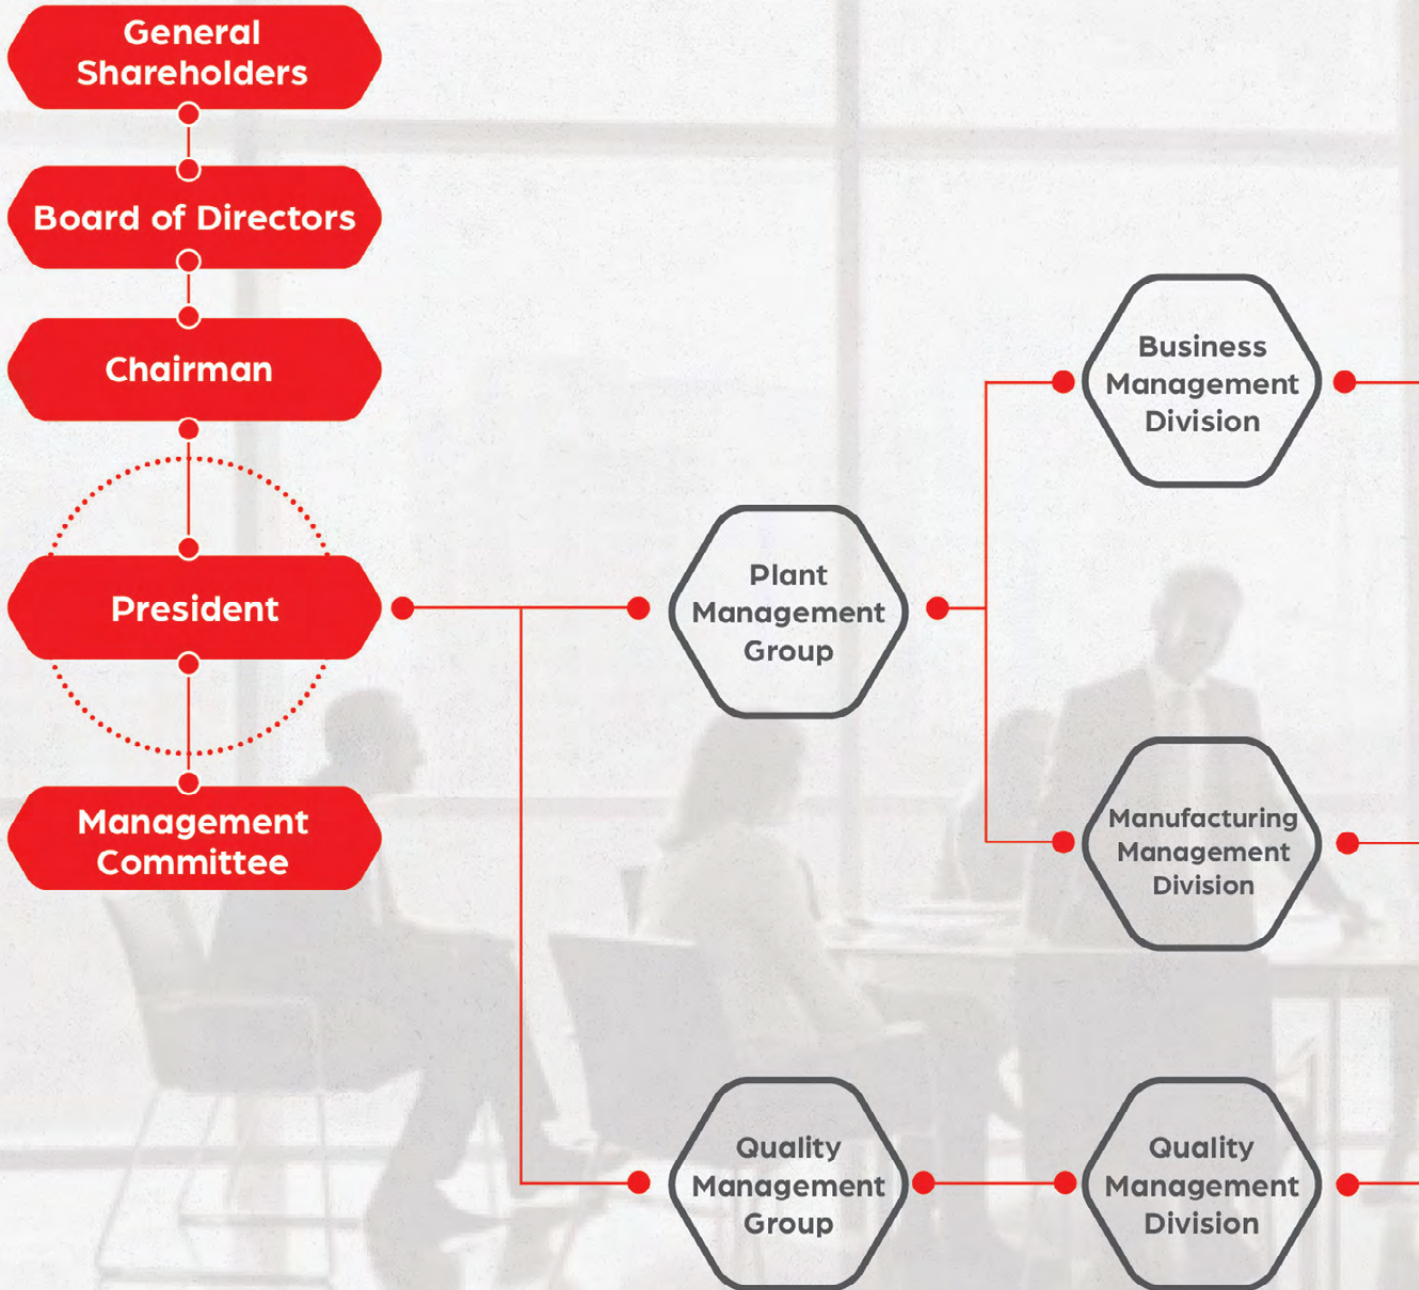 General
Shareholders
Board of Directors
Chairman
President
Management
Committee
Plant
Management
Group
Quality
Management
Group
Business
Management
Division
Manufacturing
Management
Division
Quality
Management
Division